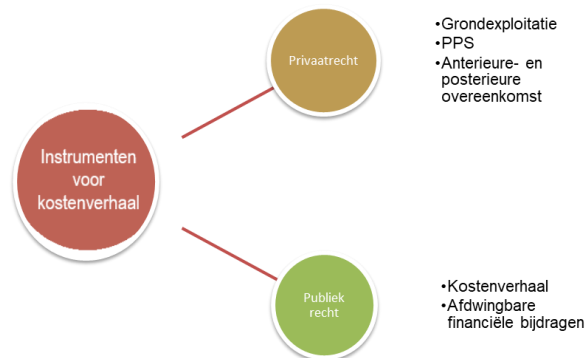 Instrumenten
voor
kostenverhaal
Privaatrecht
•Grondexploitatie
•PPS
•Anterieure- en
posterieure
overeenkomst
Publiek
recht
•Kostenverhaal
•Afdwingbare
financiële bijdragen